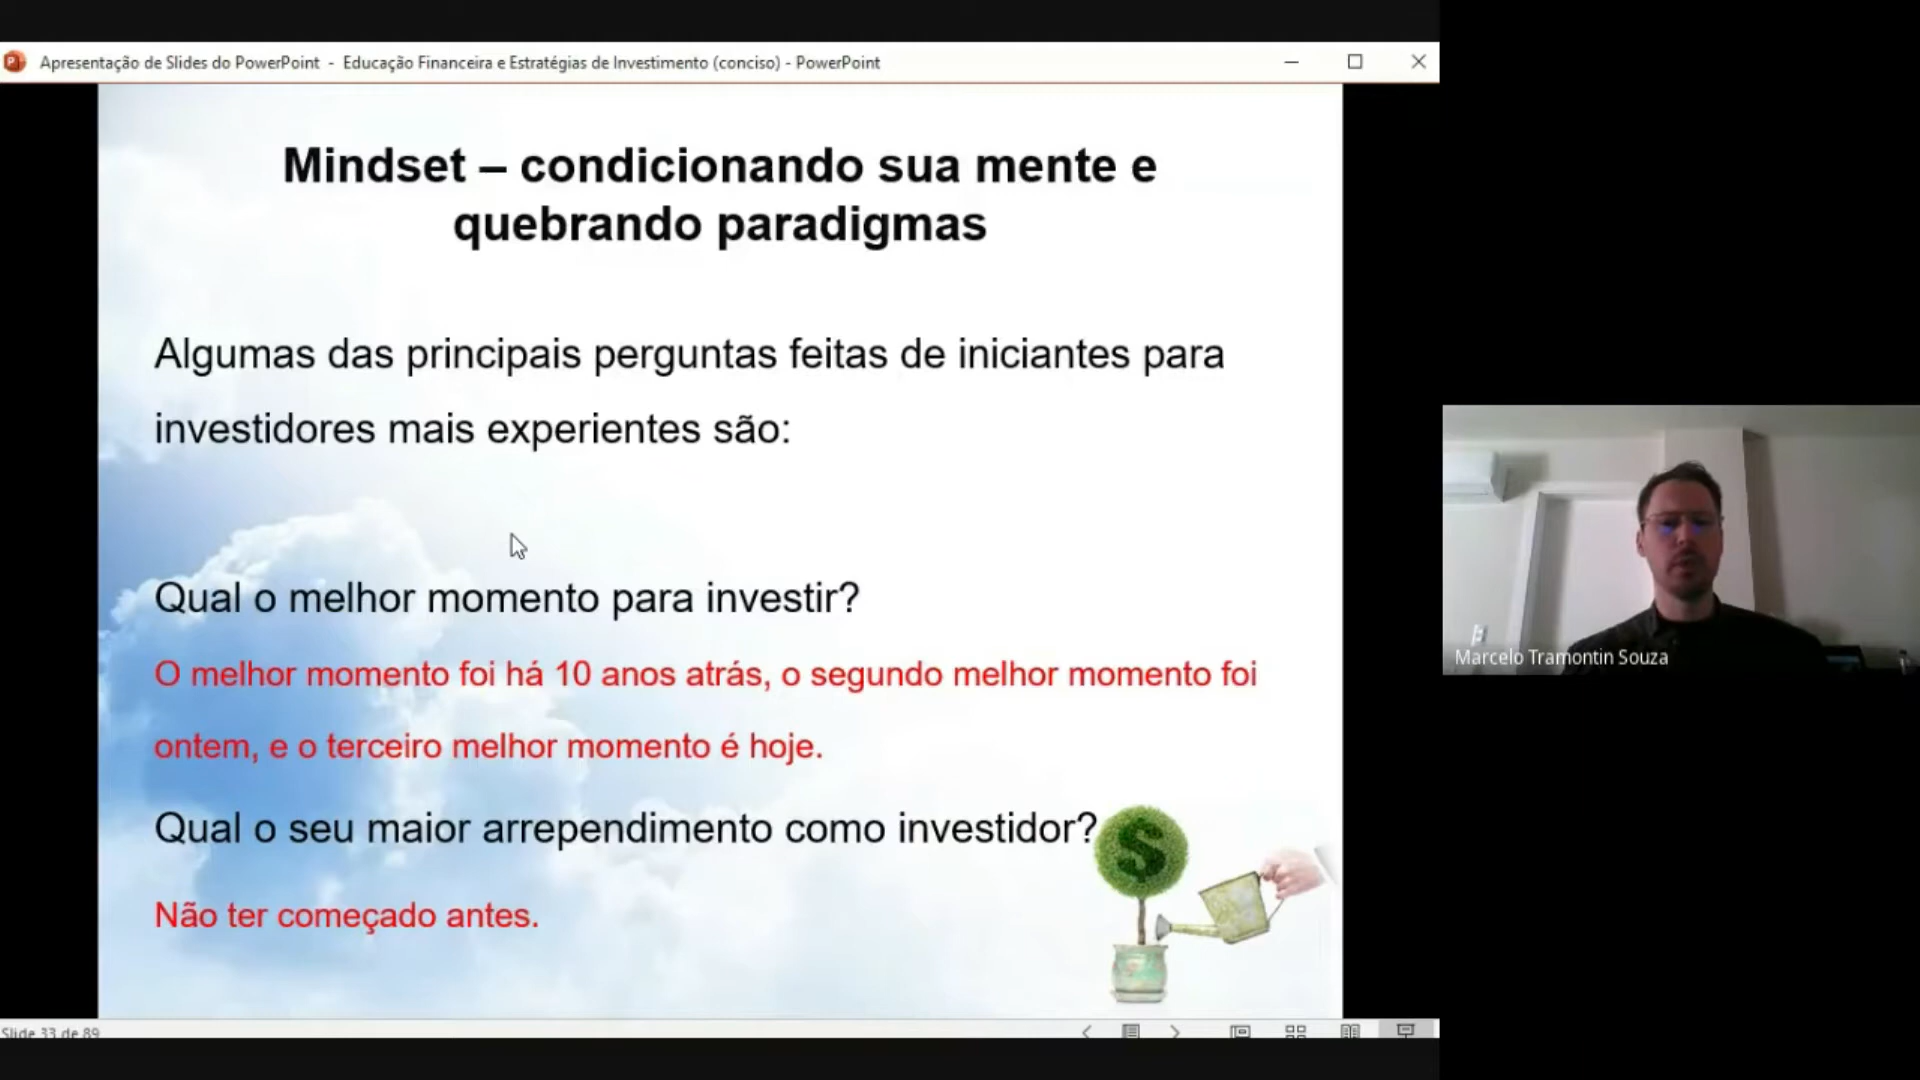 Apresentação de Slides do PowerPoint - Educação Financeira e Estratégias de Investimento (conciso) - PowerPoint
Mindset – condicionando sua mente e
quebrando paradigmas
Algumas das principais perguntas feitas de iniciantes para
investidores mais experientes são:
Qual o melhor momento para investir?
O melhor momento foi há 10 anos atrás, o segundo melhor momento foi
ontem, e o terceiro melhor momento é hoje.
Qual o seu maior arrependimento como investidor?
$
Não ter começado antes.
Marcelo Tramontin Souza
Slide 33 de 89